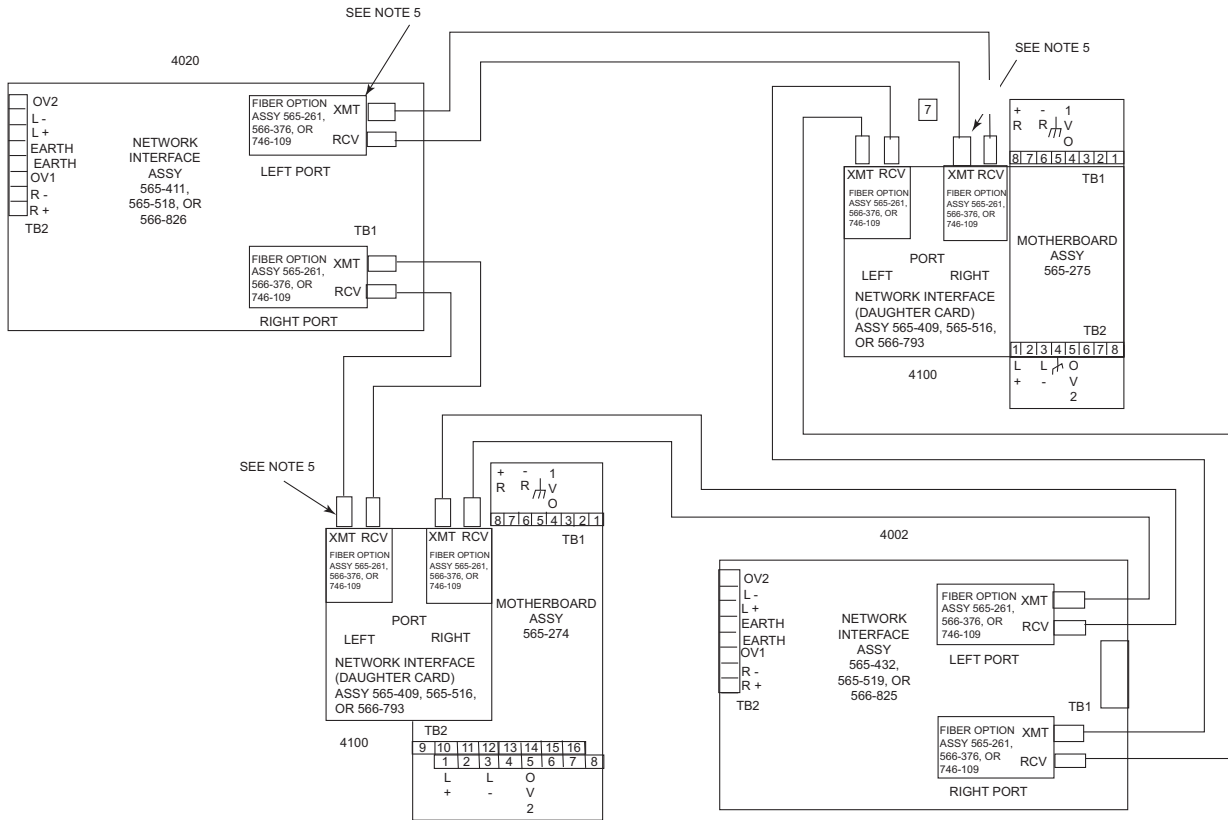 SEE NOTE 5
4020
OV2
L -
L +
EARTH
EARTH
OV1
R -
R +
TB2
NETWORK
INTERFACE
ASSY
565-411,
565-518, OR
566-826
FIBER OPTION
ASSY 565-261,
566-376, OR
746-109
XMT
RCV
LEFT PORT
TB1
FIBER OPTION
ASSY 565-261,
566-376, OR
746-109
XMT
RCV
RIGHT PORT
SEE NOTE 5
7
+ - 1
R R V
O
8 7 6 5 4 3 2 1
TB1
XMT RCV
XMT RCV
FIBER OPTION
ASSY 565-261,
566-376, OR
746-109
FIBER OPTION
ASSY 565-261,
566-376, OR
746-109
PORT
LEFT RIGHT
MOTHERBOARD
ASSY
565-275
NETWORK INTERFACE
(DAUGHTER CARD)
ASSY 565-409, 565-516,
OR 566-793
TB2
1 2 3 4 5 6 7 8
L L O
+ - V
2
4100
SEE NOTE 5
+ - 1
R R V
O
8 7 6 5 4 3 2 1
TB1
XMT RCV
XMT RCV
FIBER OPTION
ASSY 565-261,
566-376, OR
746-109
FIBER OPTION
ASSY 565-261,
566-376, OR
746-109
PORT
LEFT RIGHT
MOTHERBOARD
ASSY
565-274
NETWORK INTERFACE
(DAUGHTER CARD)
ASSY 565-409, 565-516,
OR 566-793
TB2
4100
9 10 11 12 13 14 15 16
1 2 3 4 5 6 7 8
L L O
+ - V
2
4002
OV2
L -
L +
EARTH
EARTH
OV1
R -
R +
TB2
NETWORK
INTERFACE
ASSY
565-432,
565-519, OR
566-825
FIBER OPTION
ASSY 565-261,
566-376, OR
746-109
XMT
RCV
LEFT PORT
TB1
FIBER OPTION
ASSY 565-261,
566-376, OR
746-109
XMT
RCV
RIGHT PORT